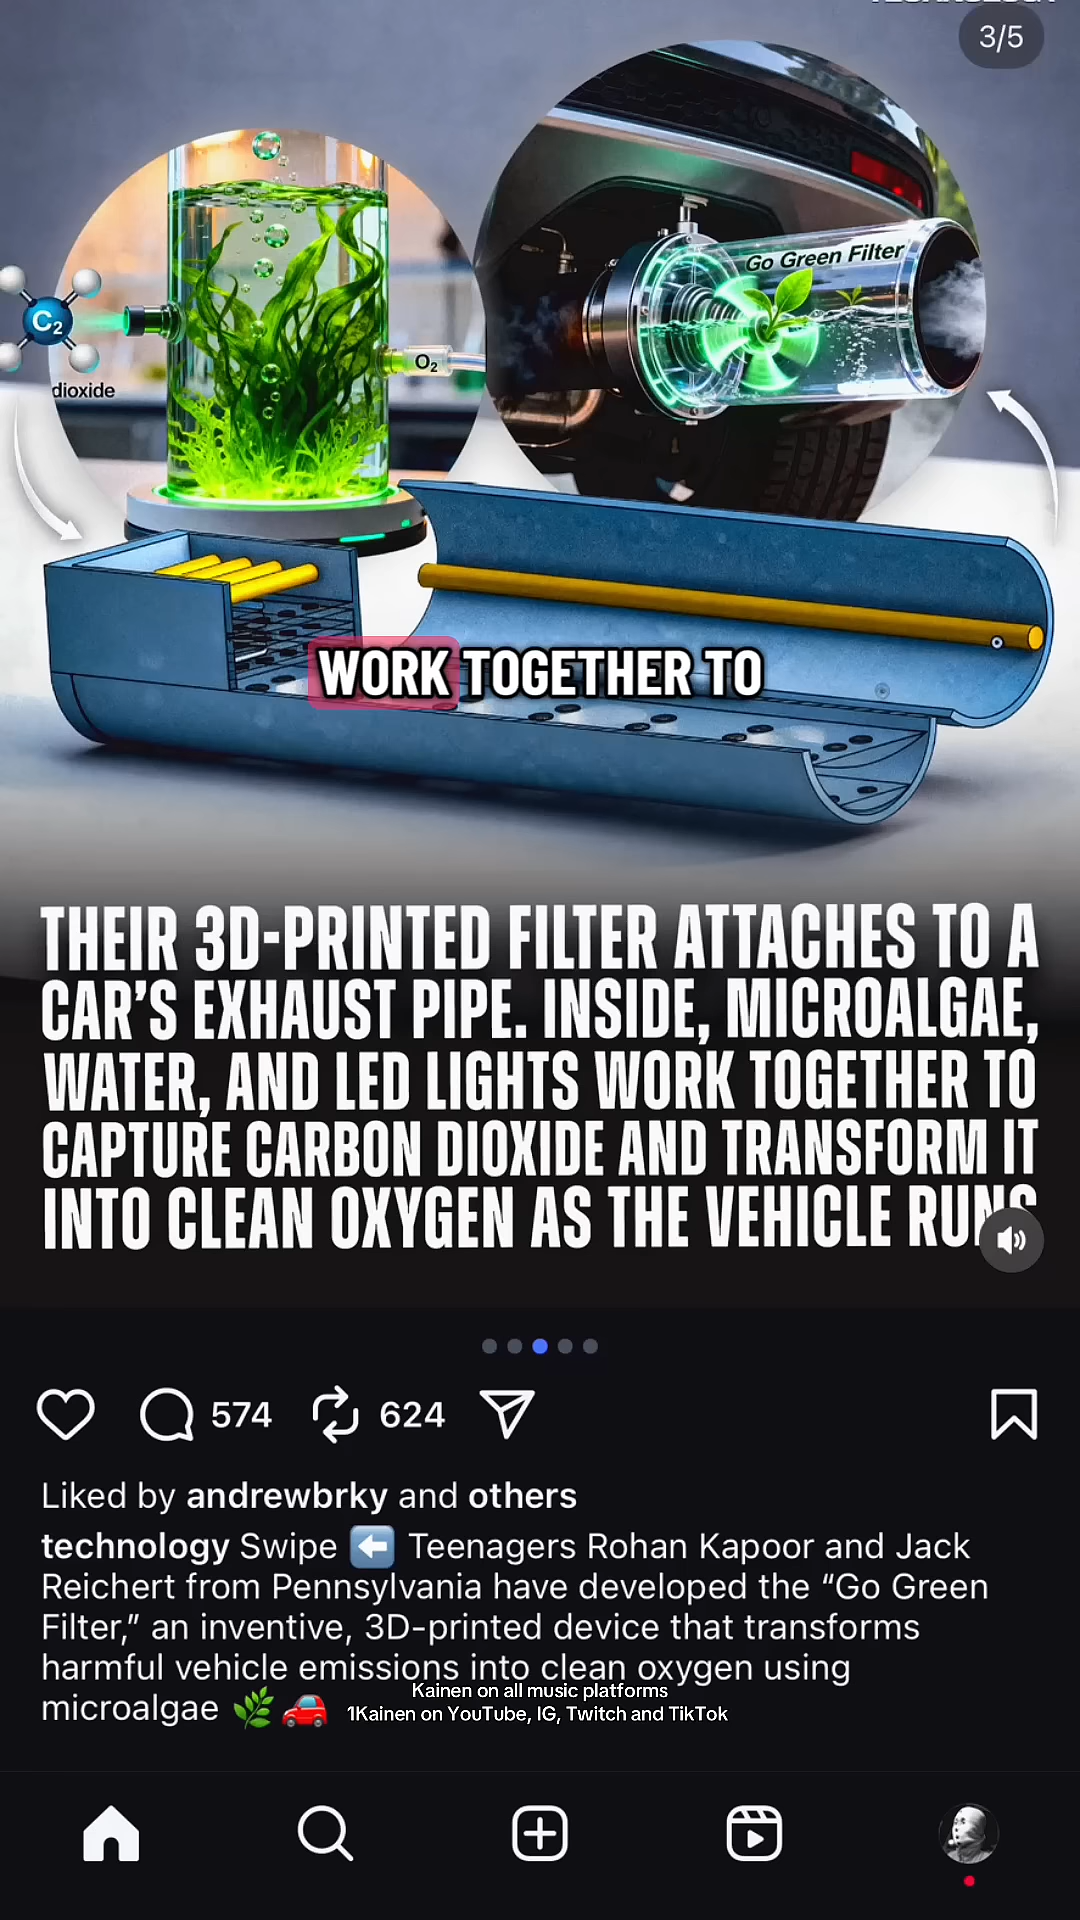 3/5
Go Green Filter
C₂
O₂
dioxide
WORK TOGETHER TO
THEIR 3D-PRINTED FILTER ATTACHES TO A
CAR'S EXHAUST PIPE. INSIDE, MICROALGAE,
WATER, AND LED LIGHTS WORK TOGETHER TO
CAPTURE CARBON DIOXIDE AND TRANSFORM IT
INTO CLEAN OXYGEN AS THE VEHICLE RUNS
574
624
Liked by andrewbrky and others
technology Swipe ⬅️ Teenagers Rohan Kapoor and Jack
Reichert from Pennsylvania have developed the “Go Green
Filter,” an inventive, 3D-printed device that transforms
harmful vehicle emissions into clean oxygen using
microalgae 🌿 🚗
Kainen on all music platforms
1Kainen on YouTube, IG, Twitch and TikTok